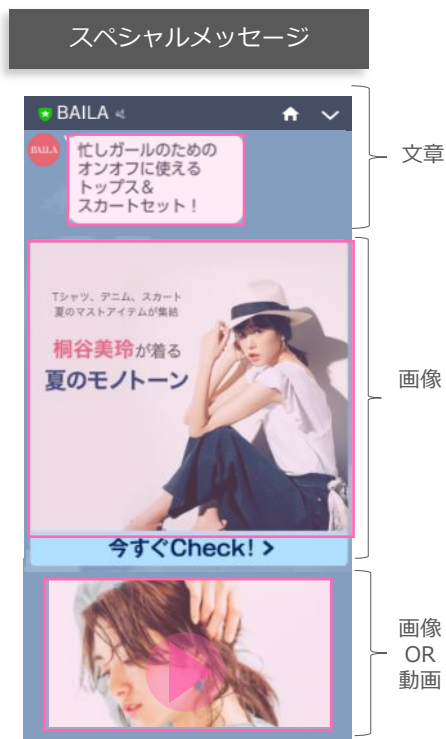 スペシャルメッセージ
BAILA
BAILA
忙しガールのための
オンオフに使える
トップス＆
スカートセット！
文章
Tシャツ、デニム、スカート
夏のマストアイテムが集結
桐谷美玲が着る
夏のモノトーン
画像
今すぐCheck! >
画像
OR
動画